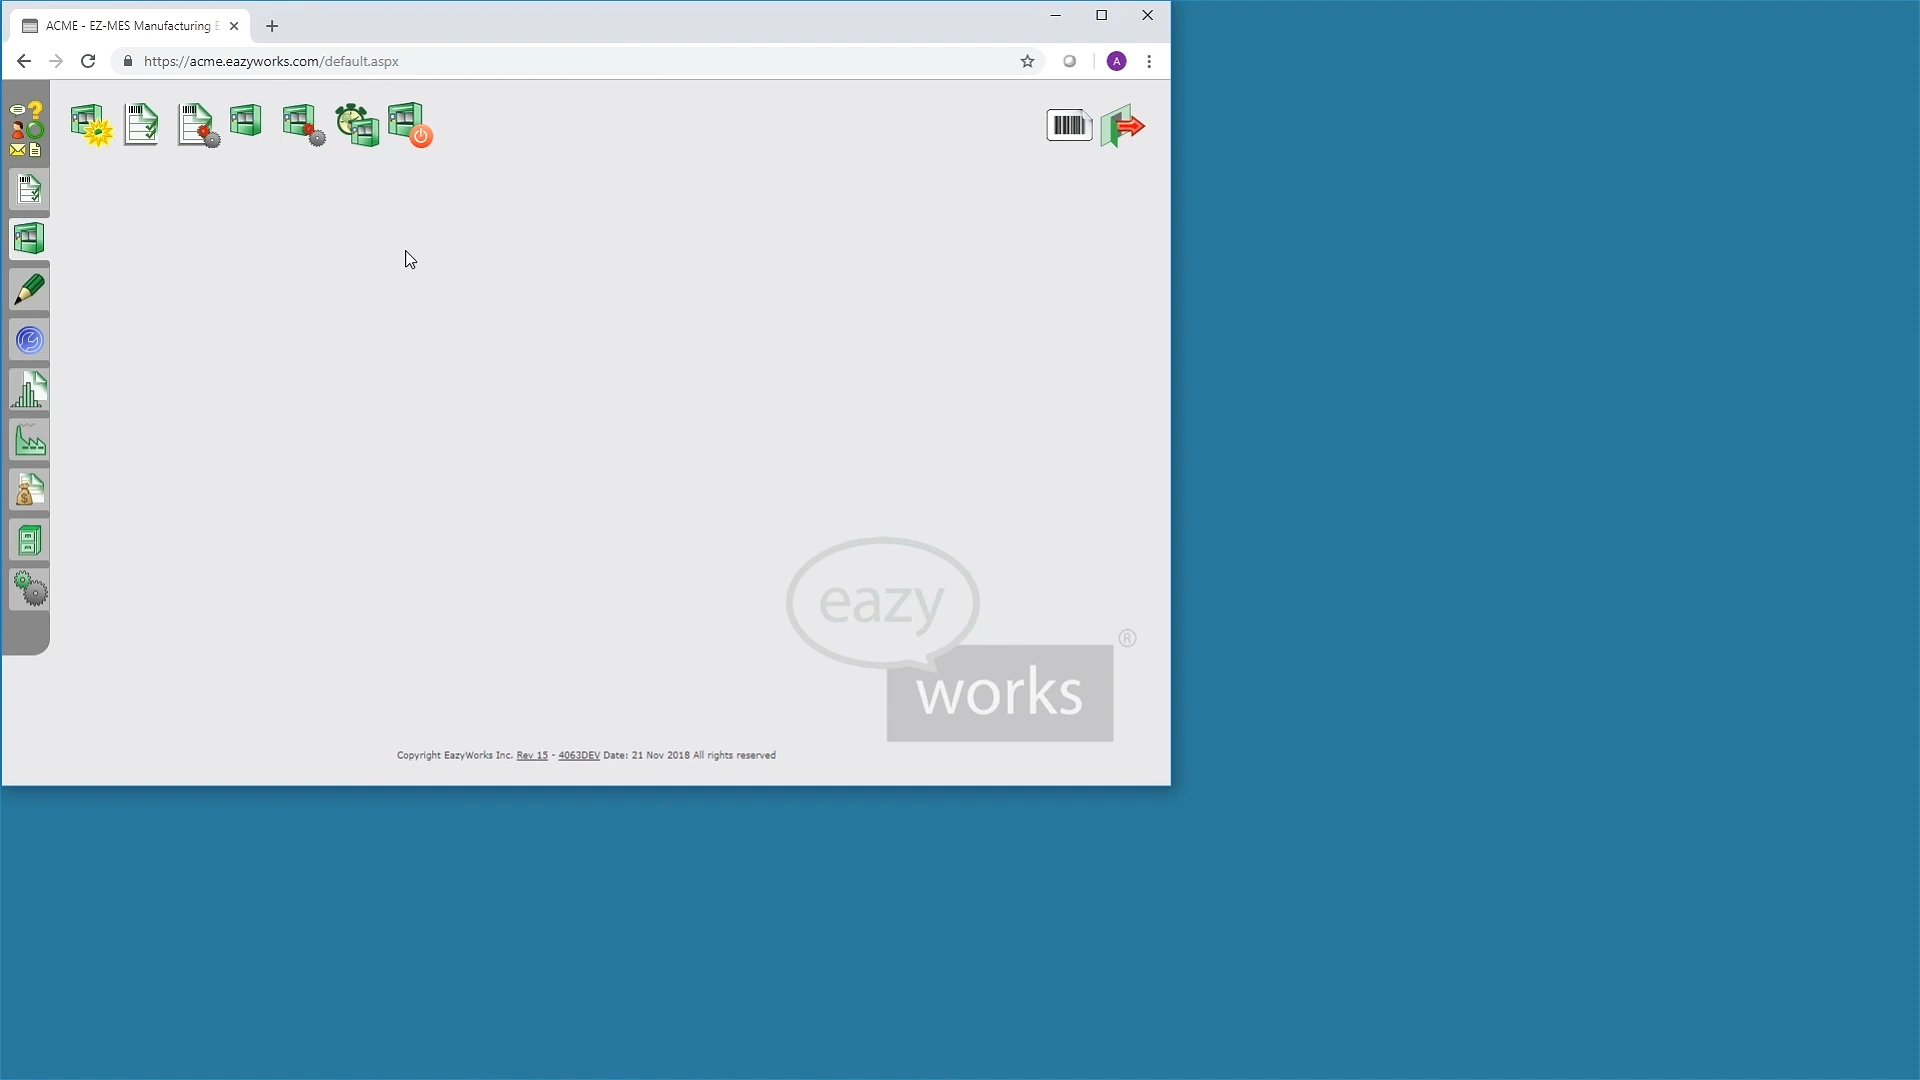 ACME - EZ-MES Manufacturing E
https://acme.eazyworks.com/default.aspx
A
eazy
works
®
Copyright EazyWorks Inc. Rev 15 - 4063DEV Date: 21 Nov 2018 All rights reserved